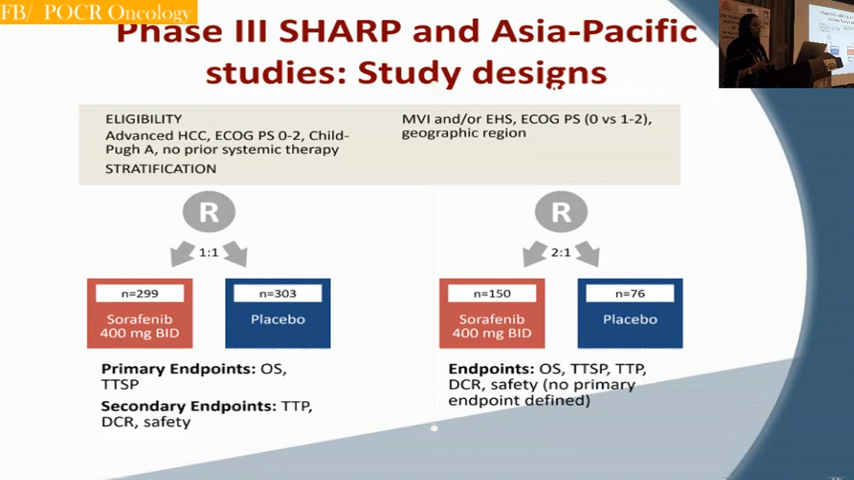 FB/ POCR Oncology
Phase III SHARP and Asia-Pacific
studies: Study designs
ELIGIBILITY
Advanced HCC, ECOG PS 0-2, Child-
Pugh A, no prior systemic therapy
STRATIFICATION
MVI and/or EHS, ECOG PS (0 vs 1-2),
geographic region
R
1:1
n=299
Sorafenib
400 mg BID
n=303
Placebo
Primary Endpoints: OS,
TTSP
Secondary Endpoints: TTP,
DCR, safety
R
2:1
n=150
Sorafenib
400 mg BID
n=76
Placebo
Endpoints: OS, TTSP, TTP,
DCR, safety (no primary
endpoint defined)